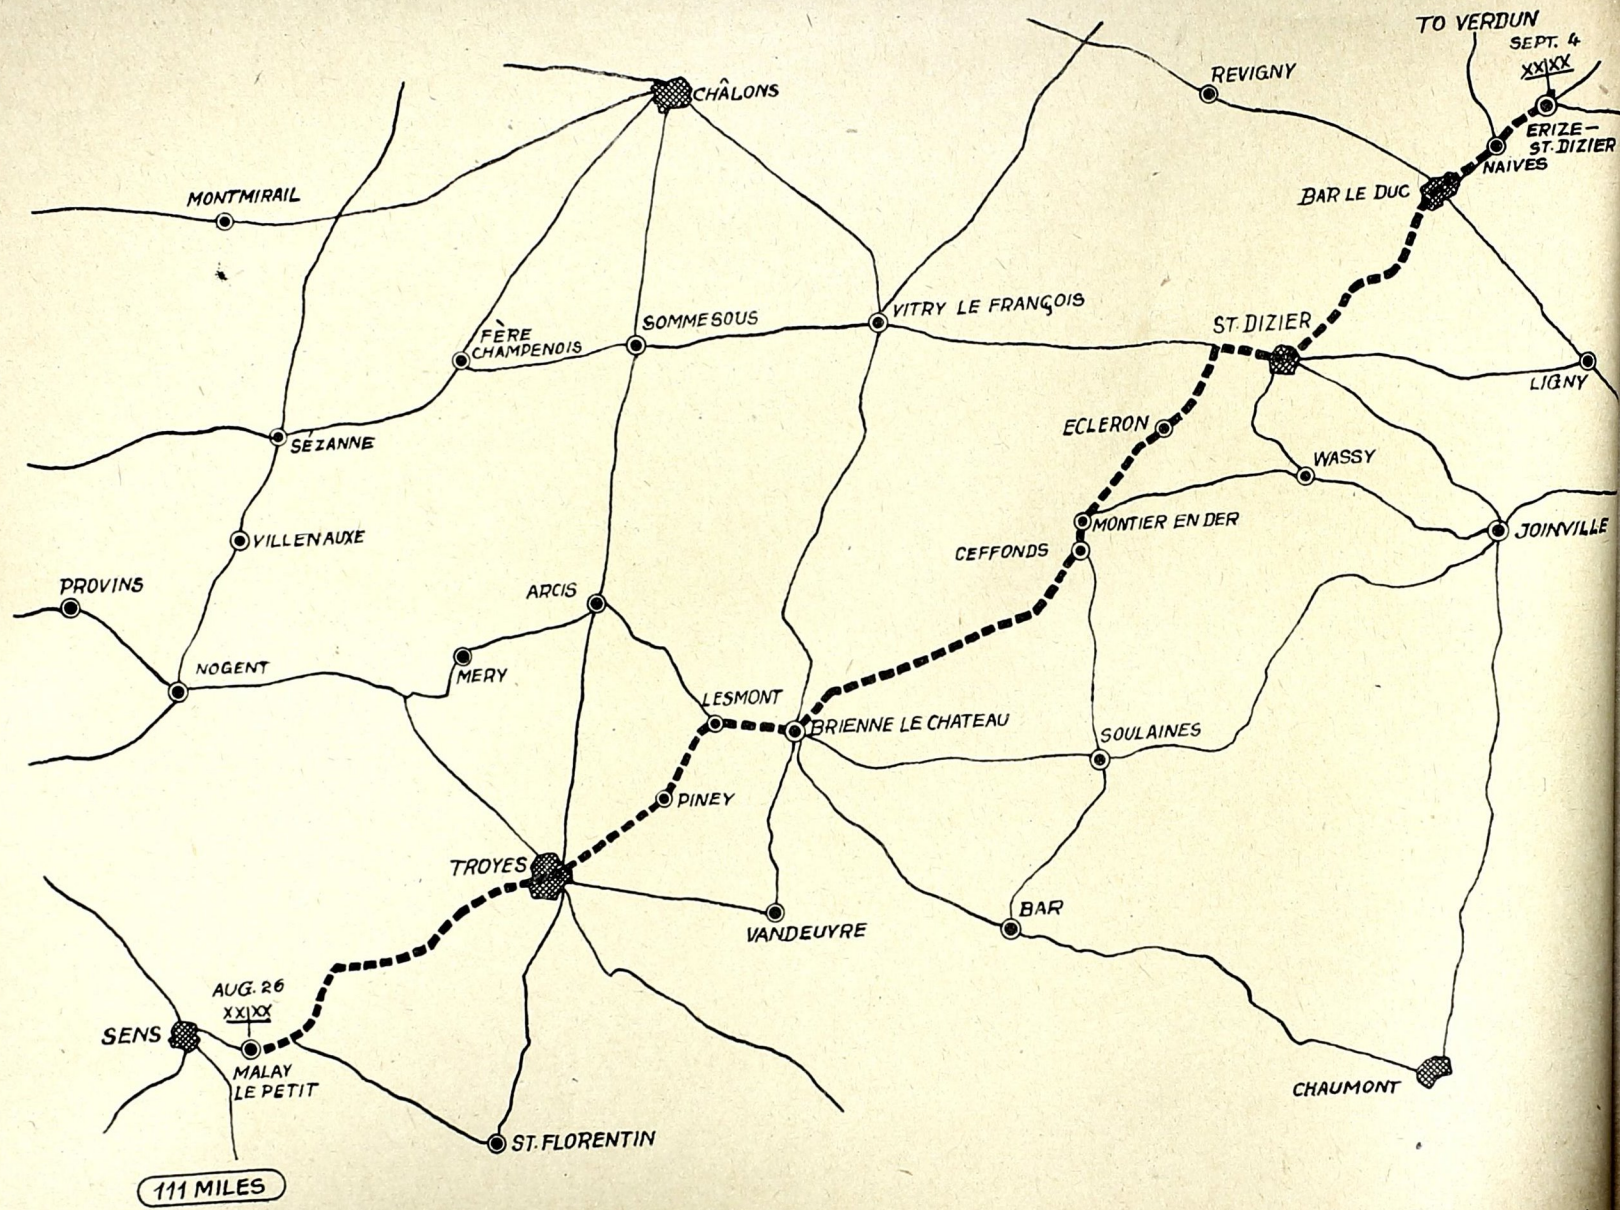 TO VERDUN
SEPT. 4
XX|XX
REVIGNY
CHÂLONS
ERIZE-
ST. DIZIER
NAIVES
BAR LE DUC
MONTMIRAIL
VITRY LE FRANÇOIS
ST. DIZIER
SOMMESOUS
FÈRE
CHAMPENOIS
LIGNY
ECLERON
SÉZANNE
WASSY
MONTIER EN DER
JOINVILLE
VILLENAUXE
CEFFONDS
PROVINS
ARCIS
NOGENT
MERY
LESMONT
BRIENNE LE CHATEAU
SOULAINES
PINEY
TROYES
BAR
VANDEUYRE
AUG. 26
XX|XX
SENS
MALAY
LE PETIT
CHAUMONT
ST. FLORENTIN
111 MILES